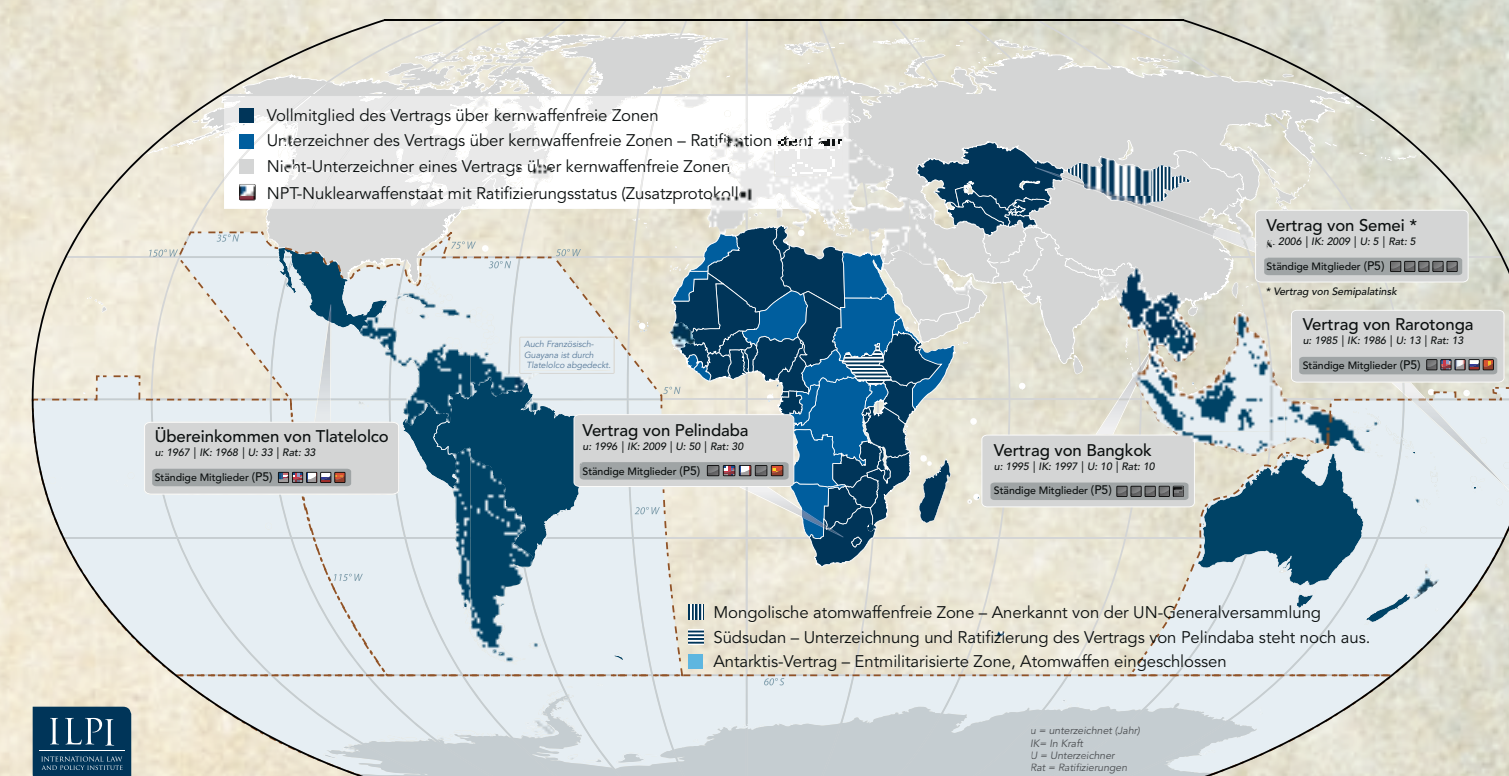 Vollmitglied des Vertrags über kernwaffenfreie Zonen
Unterzeichner des Vertrags über kernwaffenfreie Zonen – Ratifikation
Nicht-Unterzeichner eines Vertrags über kernwaffenfreie Zonen
NPT-Nuklearwaffenstaat mit Ratifizierungsstatus (Zusatzprotokolle)
35° N
150° W
75° W
30° N
50° W
Vertrag von Semei *
2006 | IK: 2009 | U: 5 | Rat: 5
Ständige Mitglieder (P5)
* Vertrag von Semipalatinsk
Vertrag von Rarotonga
u: 1985 | IK: 1986 | U: 13 | Rat: 13
Ständige Mitglieder (P5)
Auch Französisch-
Guayana ist durch
Tlatelolco abgedeckt.
5° N
Übereinkommen von Tlatelolco
u: 1967 | IK: 1968 | U: 33 | Rat: 33
Ständige Mitglieder (P5)
Vertrag von Pelindaba
u: 1996 | IK: 2009 | U: 50 | Rat: 30
Ständige Mitglieder (P5)
Vertrag von Bangkok
u: 1995 | IK: 1997 | U: 10 | Rat: 10
Ständige Mitglieder (P5)
20° W
115° W
Mongolische atomwaffenfreie Zone – Anerkannt von der UN-Generalversammlung
Südsudan – Unterzeichnung und Ratifizierung des Vertrags von Pelindaba steht noch aus.
Antarktis-Vertrag – Entmilitarisierte Zone, Atomwaffen eingeschlossen
60° S
ILPI
INTERNATIONAL LAW
AND POLICY INSTITUTE
u = unterzeichnet (Jahr)
IK= In Kraft
U = Unterzeichner
Rat = Ratifizierungen